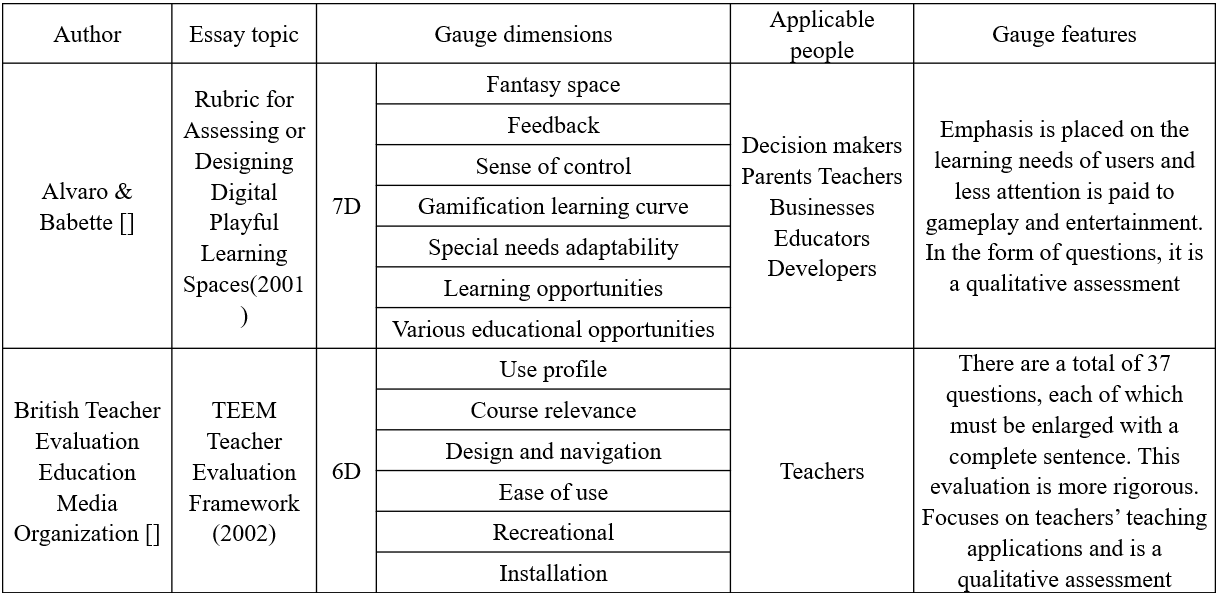 Author
Essay topic
Gauge dimensions
Applicable
people
Gauge features
Alvaro &
Babette []
Rubric for
Assessing or
Designing
Digital
Playful
Learning
Spaces(2001
)
7D
Fantasy space
Feedback
Sense of control
Gamification learning curve
Special needs adaptability
Learning opportunities
Various educational opportunities
Decision makers
Parents Teachers
Businesses
Educators
Developers
Emphasis is placed on the
learning needs of users and
less attention is paid to
gameplay and entertainment.
In the form of questions, it is
a qualitative assessment
British Teacher
Evaluation
Education
Media
Organization []
TEEM
Teacher
Evaluation
Framework
(2002)
6D
Use profile
Course relevance
Design and navigation
Ease of use
Recreational
Installation
Teachers
There are a total of 37
questions, each of which
must be enlarged with a
complete sentence. This
evaluation is more rigorous.
Focuses on teachers’ teaching
applications and is a
qualitative assessment